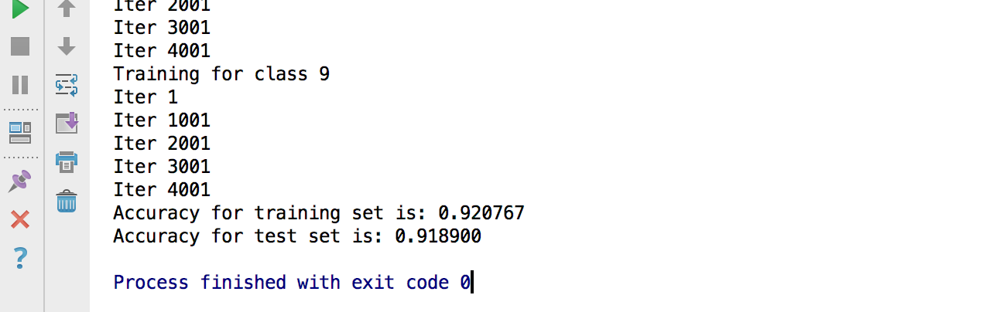 Iter 2001
Iter 3001
Iter 4001
Training for class 9
Iter 1
Iter 1001
Iter 2001
Iter 3001
Iter 4001
Accuracy for training set is: 0.920767
Accuracy for test set is: 0.918900
Process finished with exit code 0